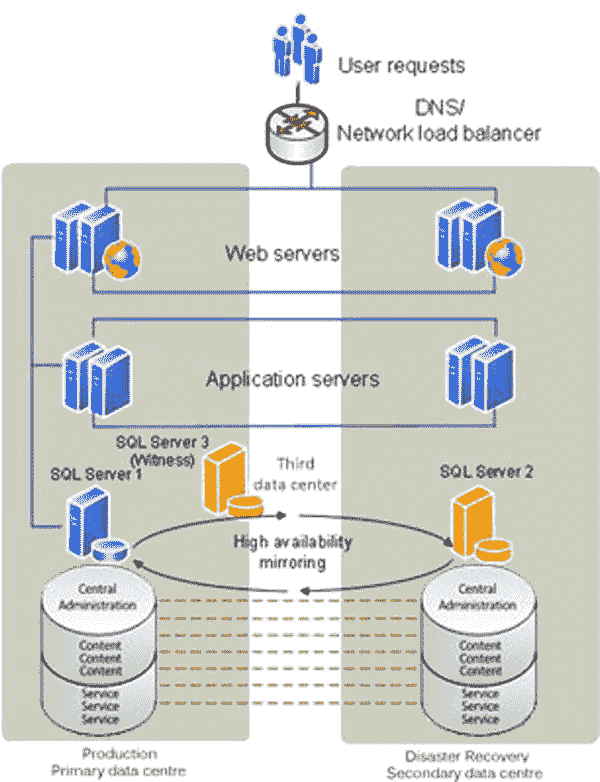 User requests
DNS/
Network load balancer
Web servers
Application servers
SQL Server 3
(Witness)
SQL Server 1
Third
data center
SQL Server 2
High availability
mirroring
Central
Administration
Content
Content
Content
Service
Service
Service
Central
Administration
Content
Content
Content
Service
Service
Service
Production
Primary data centre
Disaster Recovery
Secondary data centre